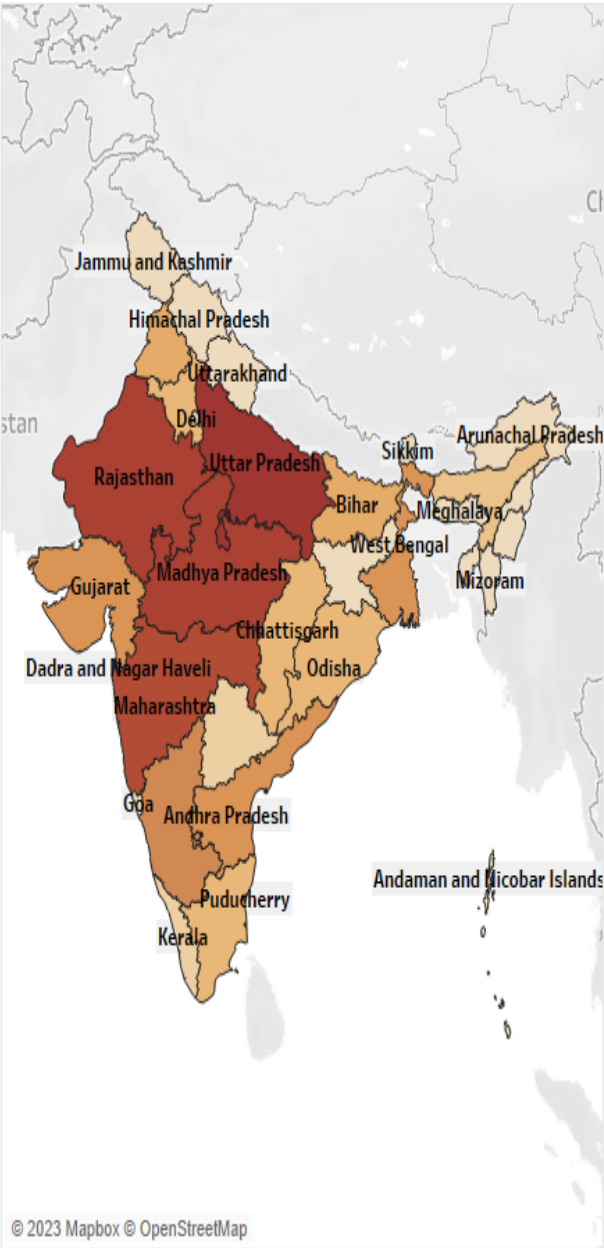 Ch
Jammu and Kashmir
Himachal Pradesh
Uttarakhand
stan
Delhi
Arunachal Pradesh
Sikkim
Uttar Pradesh
Rajasthan
Bihar
Meghalaya
West Bengal
Madhya Pradesh
Mizoram
Gujarat
Chhattisgarh
Dadra and Nagar Haveli
Odisha
Maharashtra
Goa
Andhra Pradesh
Andaman and Nicobar Islands
Puducherry
Kerala
© 2023 Mapbox © OpenStreetMap